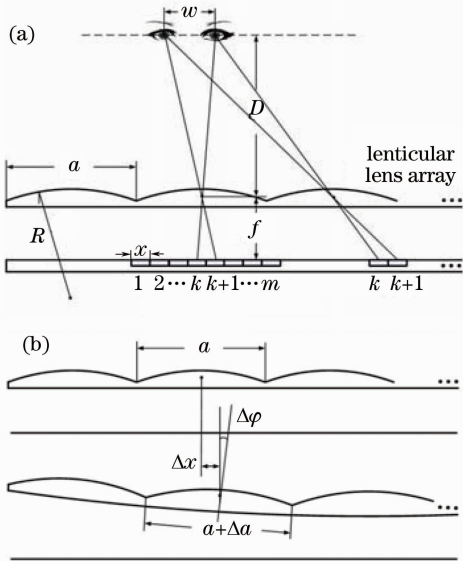 (a)
w
D
a
lenticular
lens array
R
f
x
1 2 ··· k k+1 ··· m k k+1
(b)
a
Δφ
Δx
a+Δa